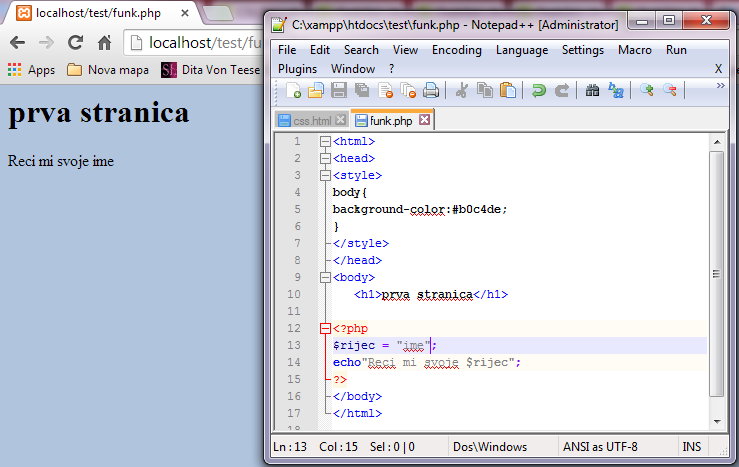 localhost/test/funk.php
localhost/test/fu
Apps
Nova mapa
Dita Von Teese
prva stranica
Reci mi svoje ime
C:\xampp\htdocs\test\funk.php - Notepad++ [Administrator]
File Edit Search View Encoding Language Settings Macro Run
Plugins Window ? X
css.html funk.php
1 <html>
2 <head>
3 <style>
4 body{
5 background-color:#b0c4de;
6 }
7 </style>
8 </head>
9 <body>
10 <h1>prva stranica</h1>
11
12 <?php
13 $rijec = "ime";
14 echo"Reci mi svoje $rijec";
15 ?>
16 </body>
17 </html>
18
Ln : 13 Col : 15 Sel : 0 | 0 Dos\Windows ANSI as UTF-8 INS